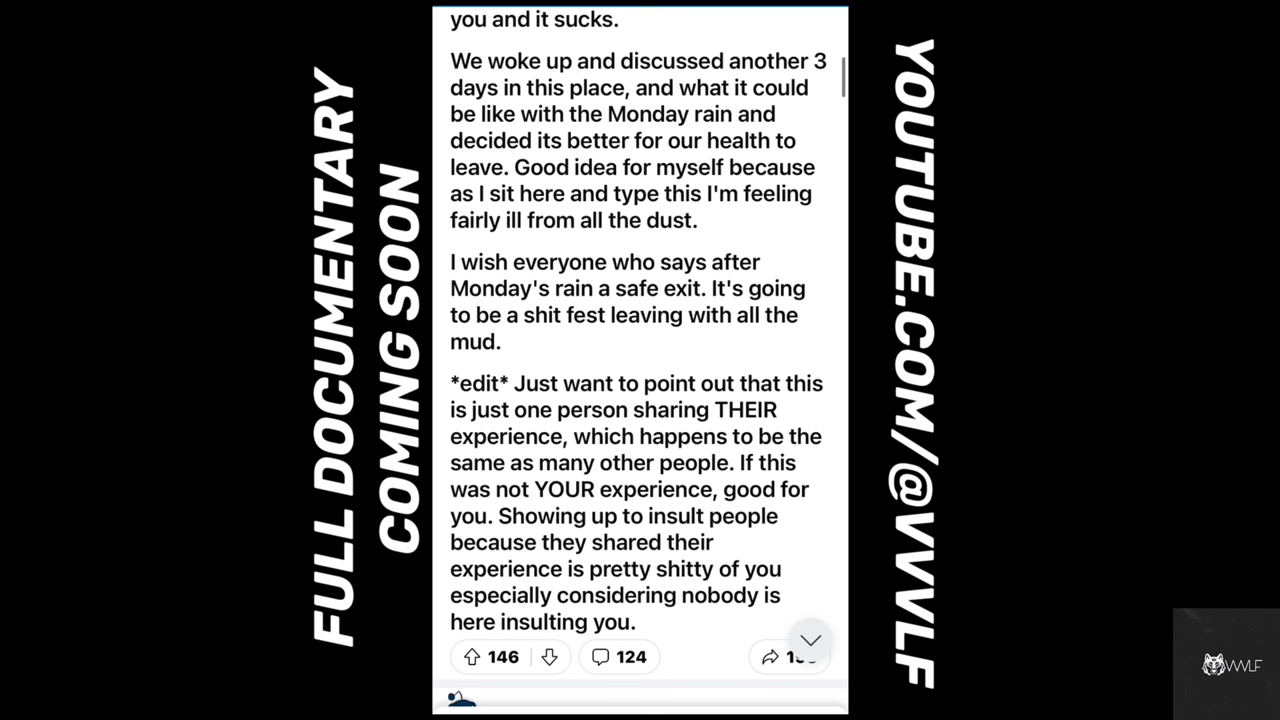 FULL DOCUMENTARY
COMING SOON
you and it sucks.
We woke up and discussed another 3
days in this place, and what it could
be like with the Monday rain and
decided its better for our health to
leave. Good idea for myself because
as I sit here and type this I'm feeling
fairly ill from all the dust.
I wish everyone who says after
Monday's rain a safe exit. It's going
to be a shit fest leaving with all the
mud.
*edit* Just want to point out that this
is just one person sharing THEIR
experience, which happens to be the
same as many other people. If this
was not YOUR experience, good for
you. Showing up to insult people
because they shared their
experience is pretty shitty of you
especially considering nobody is
here insulting you.
146
124
YOUTUBE.COM/@VVVLF
VVVLF